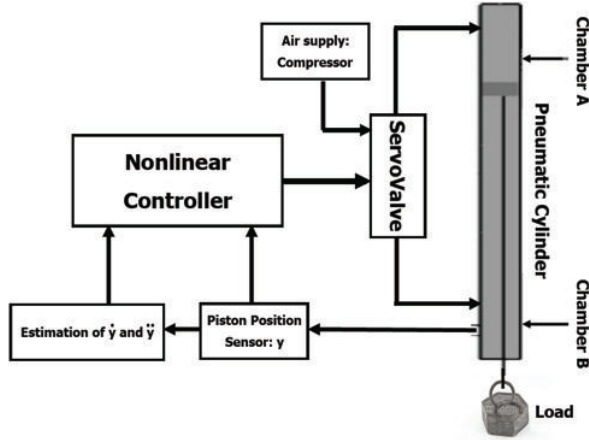 Air supply:
Compressor
Chamber A
Nonlinear
Controller
ServoValve
Pneumatic Cylinder
Estimation of ẏ and ÿ
Piston Position
Sensor: y
Chamber B
Load